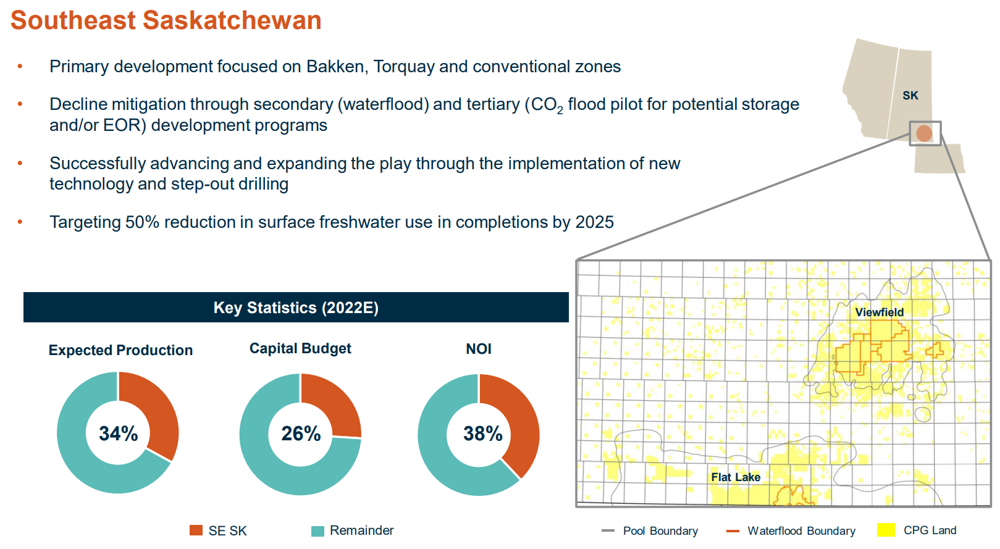 Southeast Saskatchewan
• Primary development focused on Bakken, Torquay and conventional zones
• Decline mitigation through secondary (waterflood) and tertiary (CO₂ flood pilot for potential storage
and/or EOR) development programs
• Successfully advancing and expanding the play through the implementation of new
technology and step-out drilling
• Targeting 50% reduction in surface freshwater use in completions by 2025
SK
Key Statistics (2022E)
Expected Production
34%
Capital Budget
26%
NOI
38%
SE SK
Remainder
Viewfield
Flat Lake
Pool Boundary
Waterflood Boundary
CPG Land